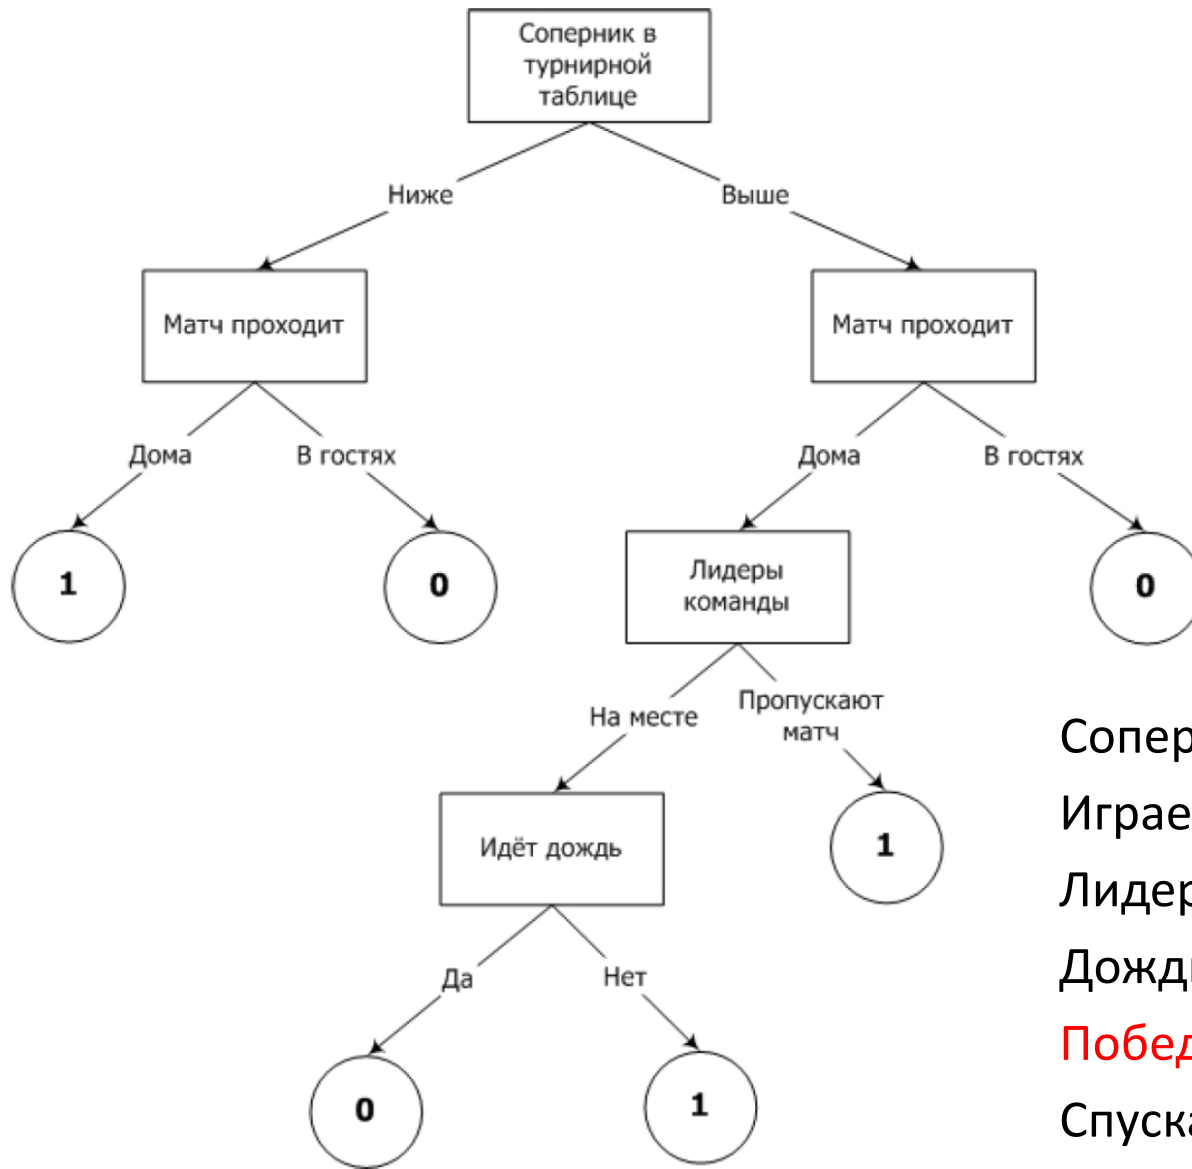 Соперник в
турнирной
таблице
Ниже
Выше
Матч проходит
Матч проходит
Дома
В гостях
Дома
В гостях
1
0
Лидеры
команды
0
На месте
Пропускают
матч
Идёт дождь
1
Да
Нет
0
1